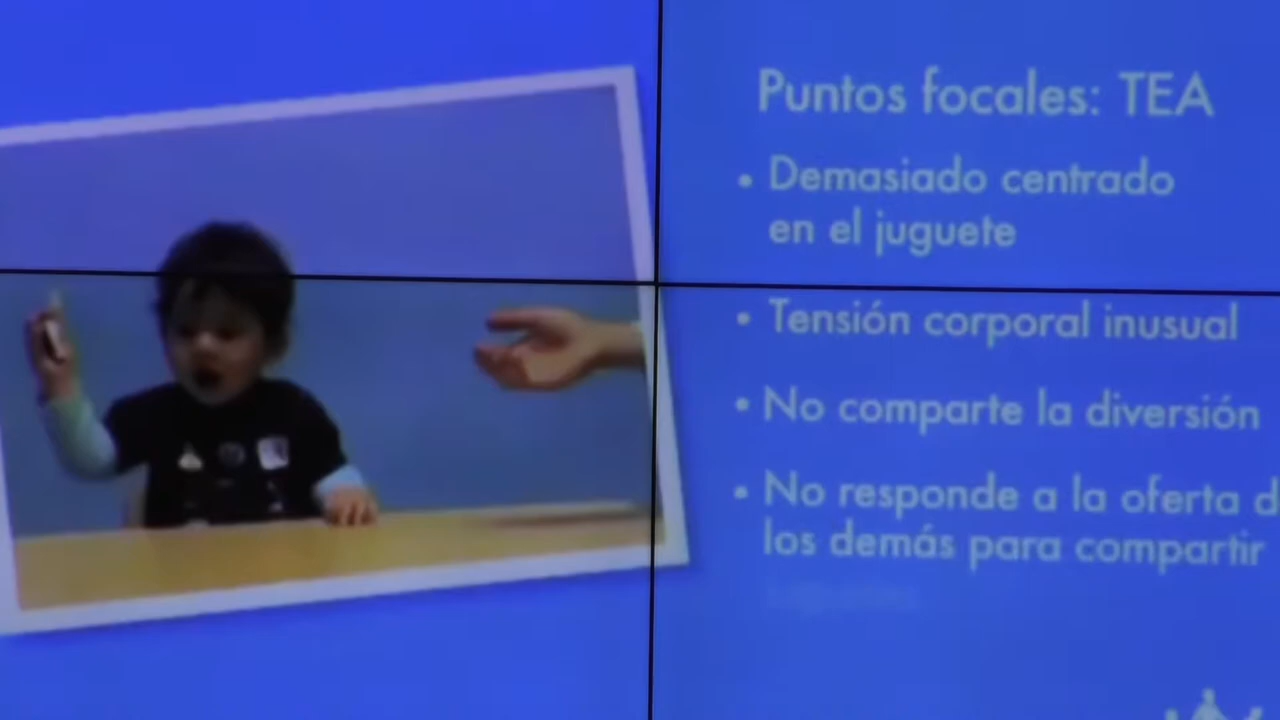 Puntos focales: TEA
• Demasiado centrado
en el juguete
• Tensión corporal inusual
• No comparte la diversión
• No responde a la oferta d
los demás para compartir